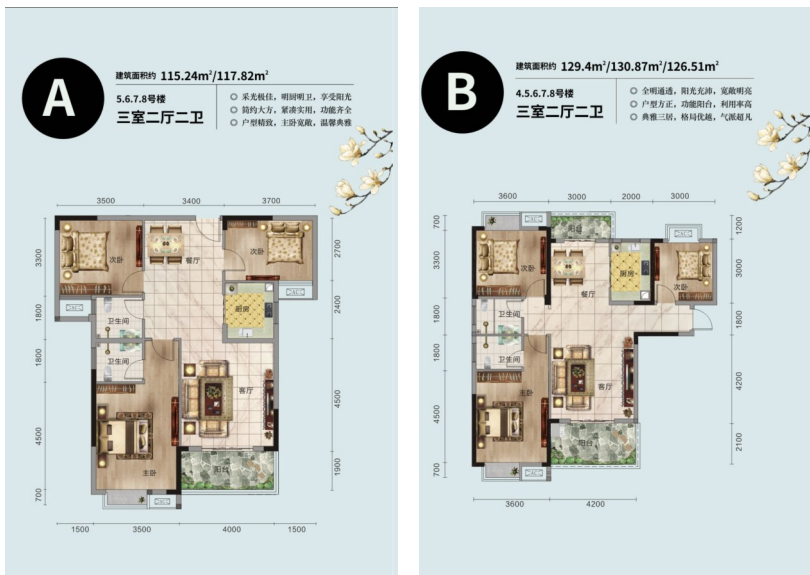 A
建筑面积约 115.24m²/117.82m²
5.6.7.8号楼
三室二厅二卫
采光极佳，明厨明卫，享受阳光
简约大方，紧凑实用，功能齐全
户型精致，主卧宽敞，温馨典雅
3500 3400 3700
3300
1800
1800
4500
700
2700
2400
4500
1900
次卧
餐厅
次卧
厨房
卫生间
卫生间
客厅
主卧
阳台
1500 3500 4000 1500
B
建筑面积约 129.4m²/130.87m²/126.51m²
4.5.6.7.8号楼
三室二厅二卫
全明通透，阳光充沛，宽敞明亮
户型方正，功能阳台，利用率高
典雅三居，格局优越，气派超凡
3600 3000 2000 3000
700
3300
1800
1800
4500
700
1200
3000
1800
4200
2100
阳台
次卧
餐厅
厨房
次卧
卫生间
卫生间
主卧
客厅
阳台
3600 4200